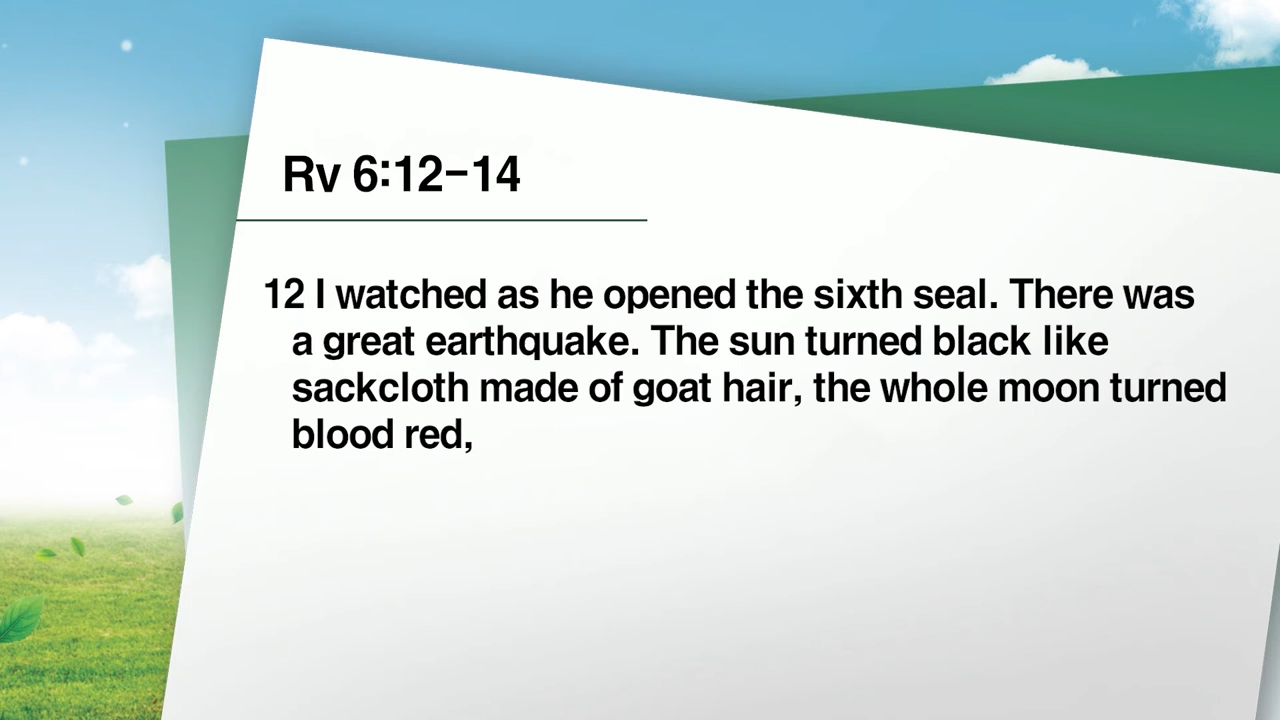 Rv 6:12–14
12 I watched as he opened the sixth seal. There was
a great earthquake. The sun turned black like
sackcloth made of goat hair, the whole moon turned
blood red,